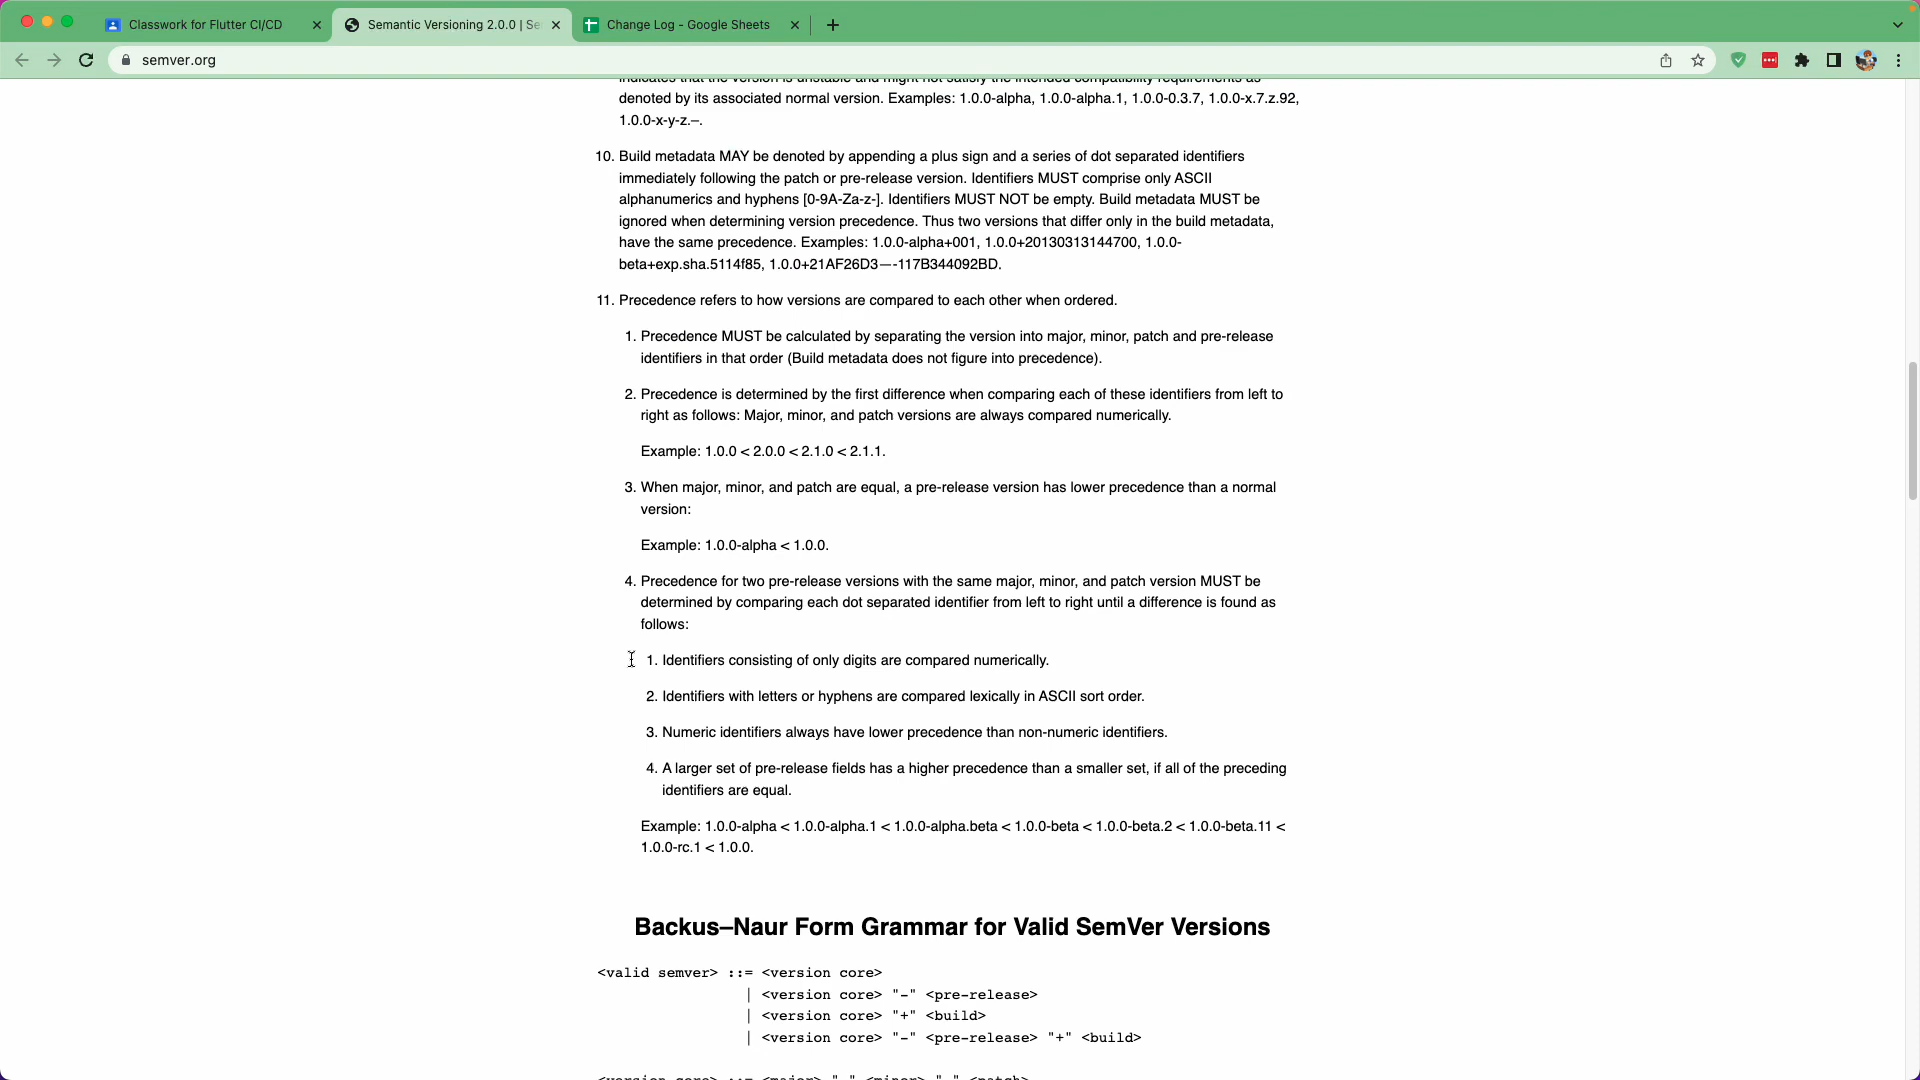 Classwork for Flutter CI/CD
Semantic Versioning 2.0.0 | Se
Change Log - Google Sheets
semver.org
indicates that the version is unstable and might not satisfy the intended compatibility requirements as
denoted by its associated normal version. Examples: 1.0.0-alpha, 1.0.0-alpha.1, 1.0.0-0.3.7, 1.0.0-x.7.z.92,
1.0.0-x-y-z.–.
10. Build metadata MAY be denoted by appending a plus sign and a series of dot separated identifiers
immediately following the patch or pre-release version. Identifiers MUST comprise only ASCII
alphanumerics and hyphens [0-9A-Za-z-]. Identifiers MUST NOT be empty. Build metadata MUST be
ignored when determining version precedence. Thus two versions that differ only in the build metadata,
have the same precedence. Examples: 1.0.0-alpha+001, 1.0.0+20130313144700, 1.0.0-
beta+exp.sha.5114f85, 1.0.0+21AF26D3—-117B344092BD.
11. Precedence refers to how versions are compared to each other when ordered.
1. Precedence MUST be calculated by separating the version into major, minor, patch and pre-release
identifiers in that order (Build metadata does not figure into precedence).
2. Precedence is determined by the first difference when comparing each of these identifiers from left to
right as follows: Major, minor, and patch versions are always compared numerically.
Example: 1.0.0 < 2.0.0 < 2.1.0 < 2.1.1.
3. When major, minor, and patch are equal, a pre-release version has lower precedence than a normal
version:
Example: 1.0.0-alpha < 1.0.0.
4. Precedence for two pre-release versions with the same major, minor, and patch version MUST be
determined by comparing each dot separated identifier from left to right until a difference is found as
follows:
1. Identifiers consisting of only digits are compared numerically.
2. Identifiers with letters or hyphens are compared lexically in ASCII sort order.
3. Numeric identifiers always have lower precedence than non-numeric identifiers.
4. A larger set of pre-release fields has a higher precedence than a smaller set, if all of the preceding
identifiers are equal.
Example: 1.0.0-alpha < 1.0.0-alpha.1 < 1.0.0-alpha.beta < 1.0.0-beta < 1.0.0-beta.2 < 1.0.0-beta.11 <
1.0.0-rc.1 < 1.0.0.
Backus–Naur Form Grammar for Valid SemVer Versions
<valid semver> ::= <version core>
| <version core> "-" <pre-release>
| <version core> "+" <build>
| <version core> "-" <pre-release> "+" <build>
<version core> ::= <major> "." <minor> "." <patch>